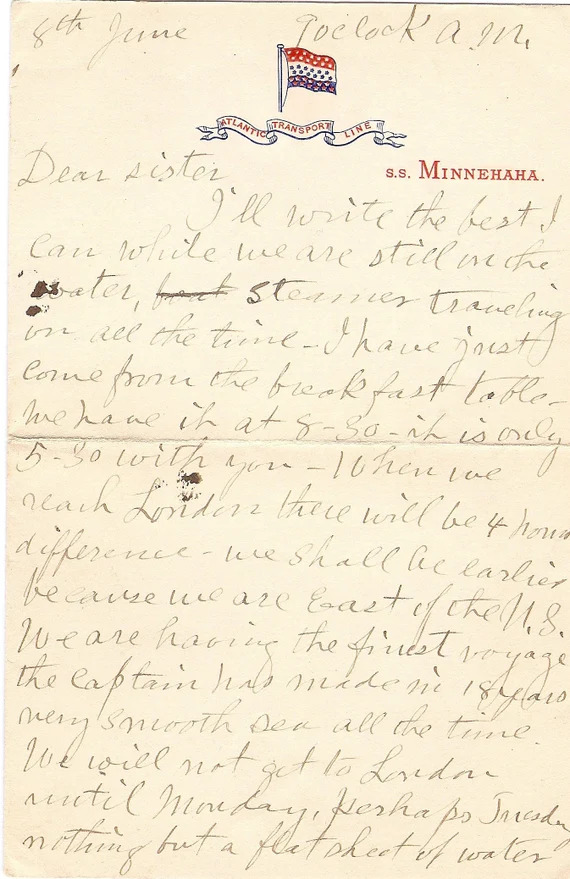 8th June 9 oclock A.M.
ATLANTIC TRANSPORT LINE
Dear sister
S.S. MINNEHAHA.
I'll write the best I
can while we are still on the
water, boat steamer traveling
on all the time - I have just
come from the breakfast table -
we have it at 8-30 - it is only
5-30 with you - When we
reach London there will be 4 hours
difference - we shall be earlier
because we are East of the U.S.
We are having the finest voyage
the captain has made in 18 years
very smooth sea all the time.
We will not get to London
until Monday, perhaps Tuesday
nothing but a flat sheet of water